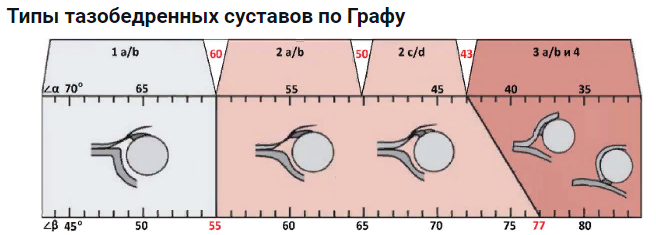 Типы тазобедренных суставов по Графу
1 a/b 60 2 a/b 50 2 c/d 43 3 a/b и 4
∠α 70° 65 55 45 40 35
∠β 45° 50 55 60 65 70 75 77 80